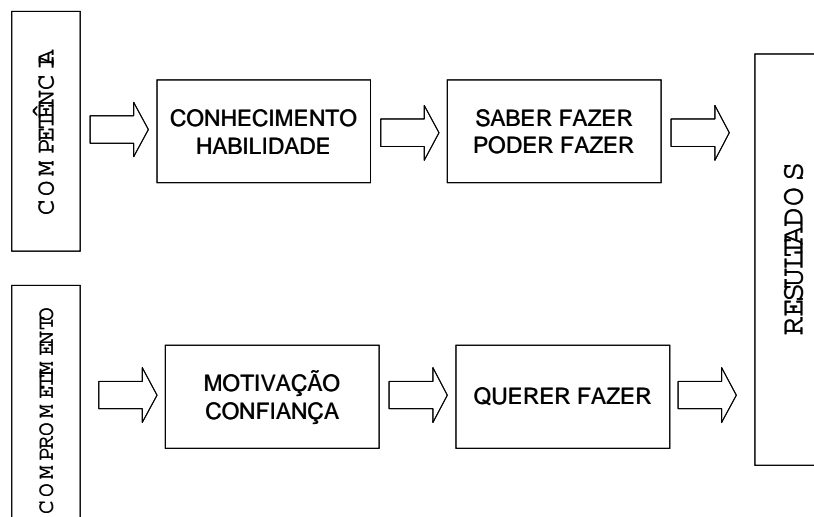 COMPETÊNCIA
CONHECIMENTO
HABILIDADE
SABER FAZER
PODER FAZER
RESULTADOS
COMPROMETIMENTO
MOTIVAÇÃO
CONFIANÇA
QUERER FAZER